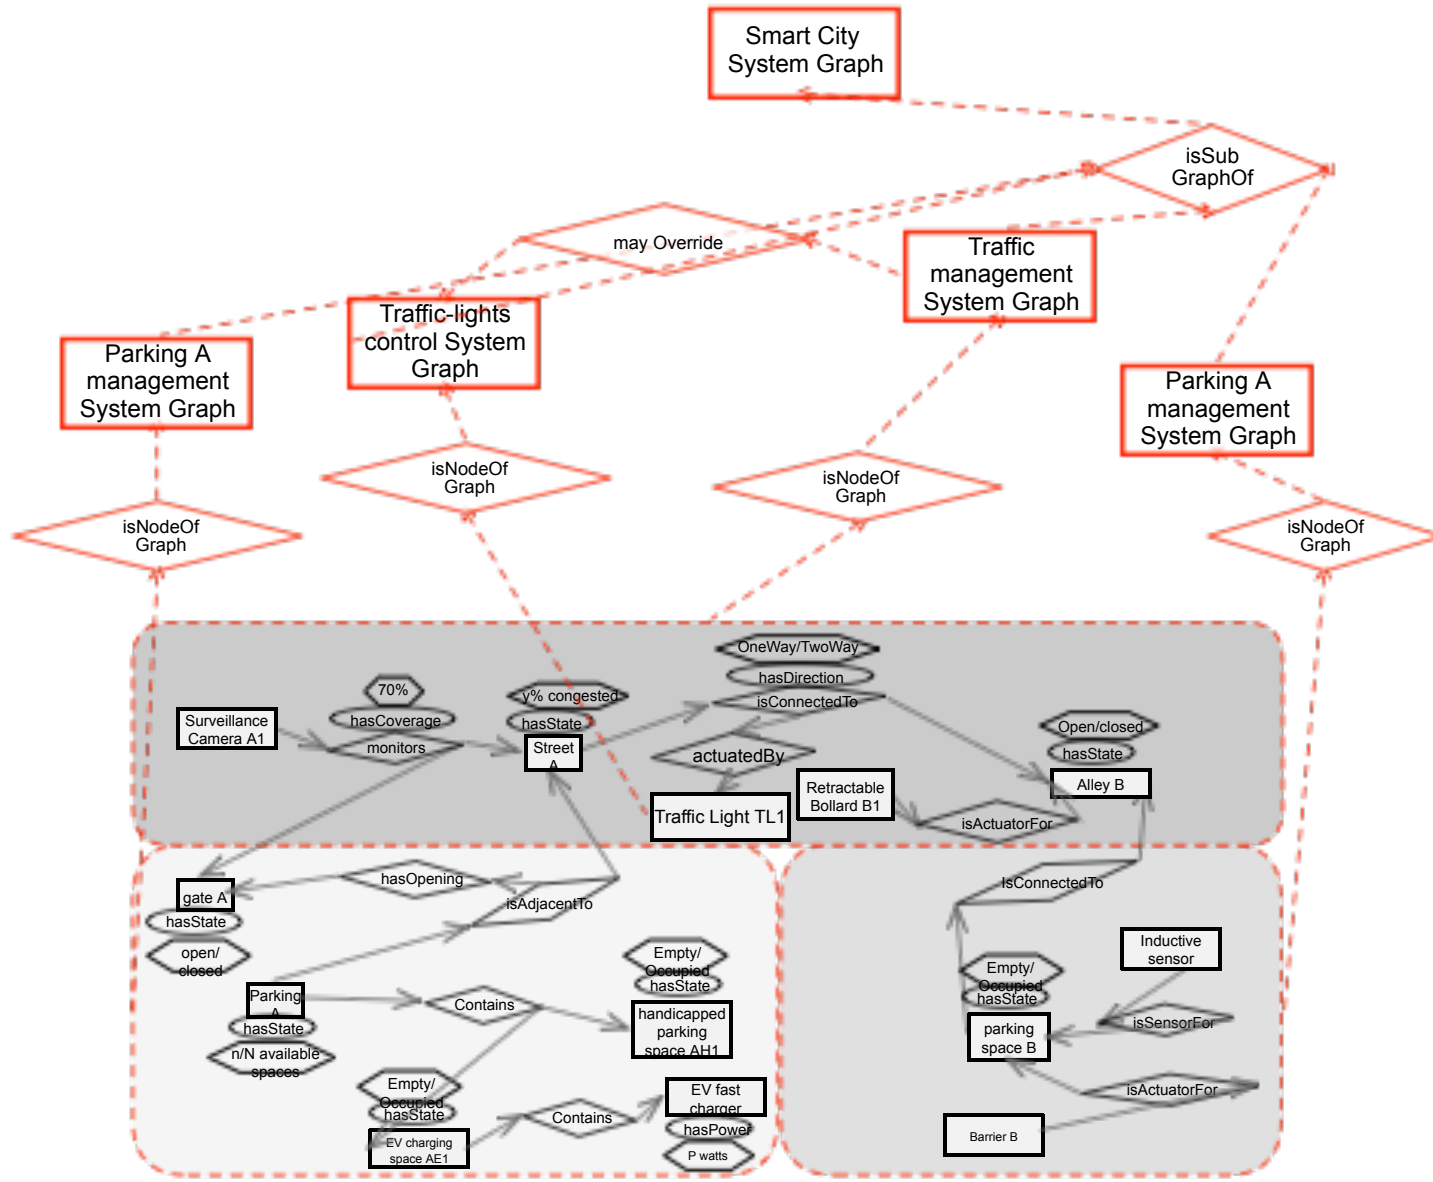 Smart City
System Graph
isSub
GraphOf
may Override
Traffic
management
System Graph
Traffic-lights
control System
Graph
Parking A
management
System Graph
Parking A
management
System Graph
isNodeOf
Graph
isNodeOf
Graph
isNodeOf
Graph
isNodeOf
Graph
OneWay/TwoWay
hasDirection
isConnectedTo
70%
hasCoverage
monitors
y% congested
hasState
Street
A
Surveillance
Camera A1
actuatedBy
Traffic Light TL1
Retractable
Bollard B1
isActuatorFor
Open/closed
hasState
Alley B
gate A
hasState
open/
closed
hasOpening
isAdjacentTo
Parking
A
hasState
n/N available
spaces
Contains
Empty/
Occupied
hasState
handicapped
parking
space AH1
Empty/
Occupied
hasState
EV charging
space AE1
Contains
EV fast
charger
hasPower
P watts
IsConnectedTo
Inductive
sensor
Empty/
Occupied
hasState
parking
space B
isSensorFor
isActuatorFor
Barrier B